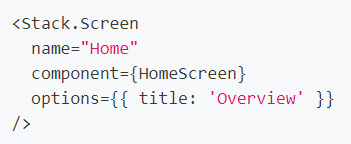 <Stack.Screen
  name="Home"
  component={HomeScreen}
  options={{ title: 'Overview' }}
/>